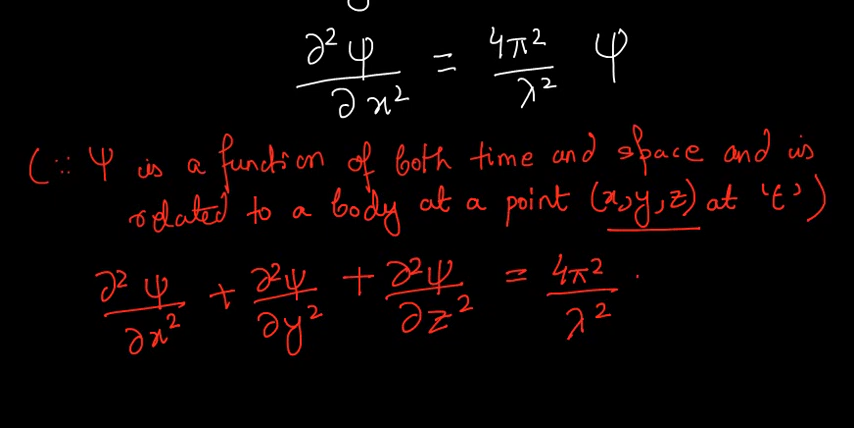 ∂²ψ/∂x² = 4π²/λ² ψ
(∵ ψ is a function of both time and space and is
related to a body at a point (x,y,z) at 't')
∂²ψ/∂x² + ∂²ψ/∂y² + ∂²ψ/∂z² = 4π²/λ² .